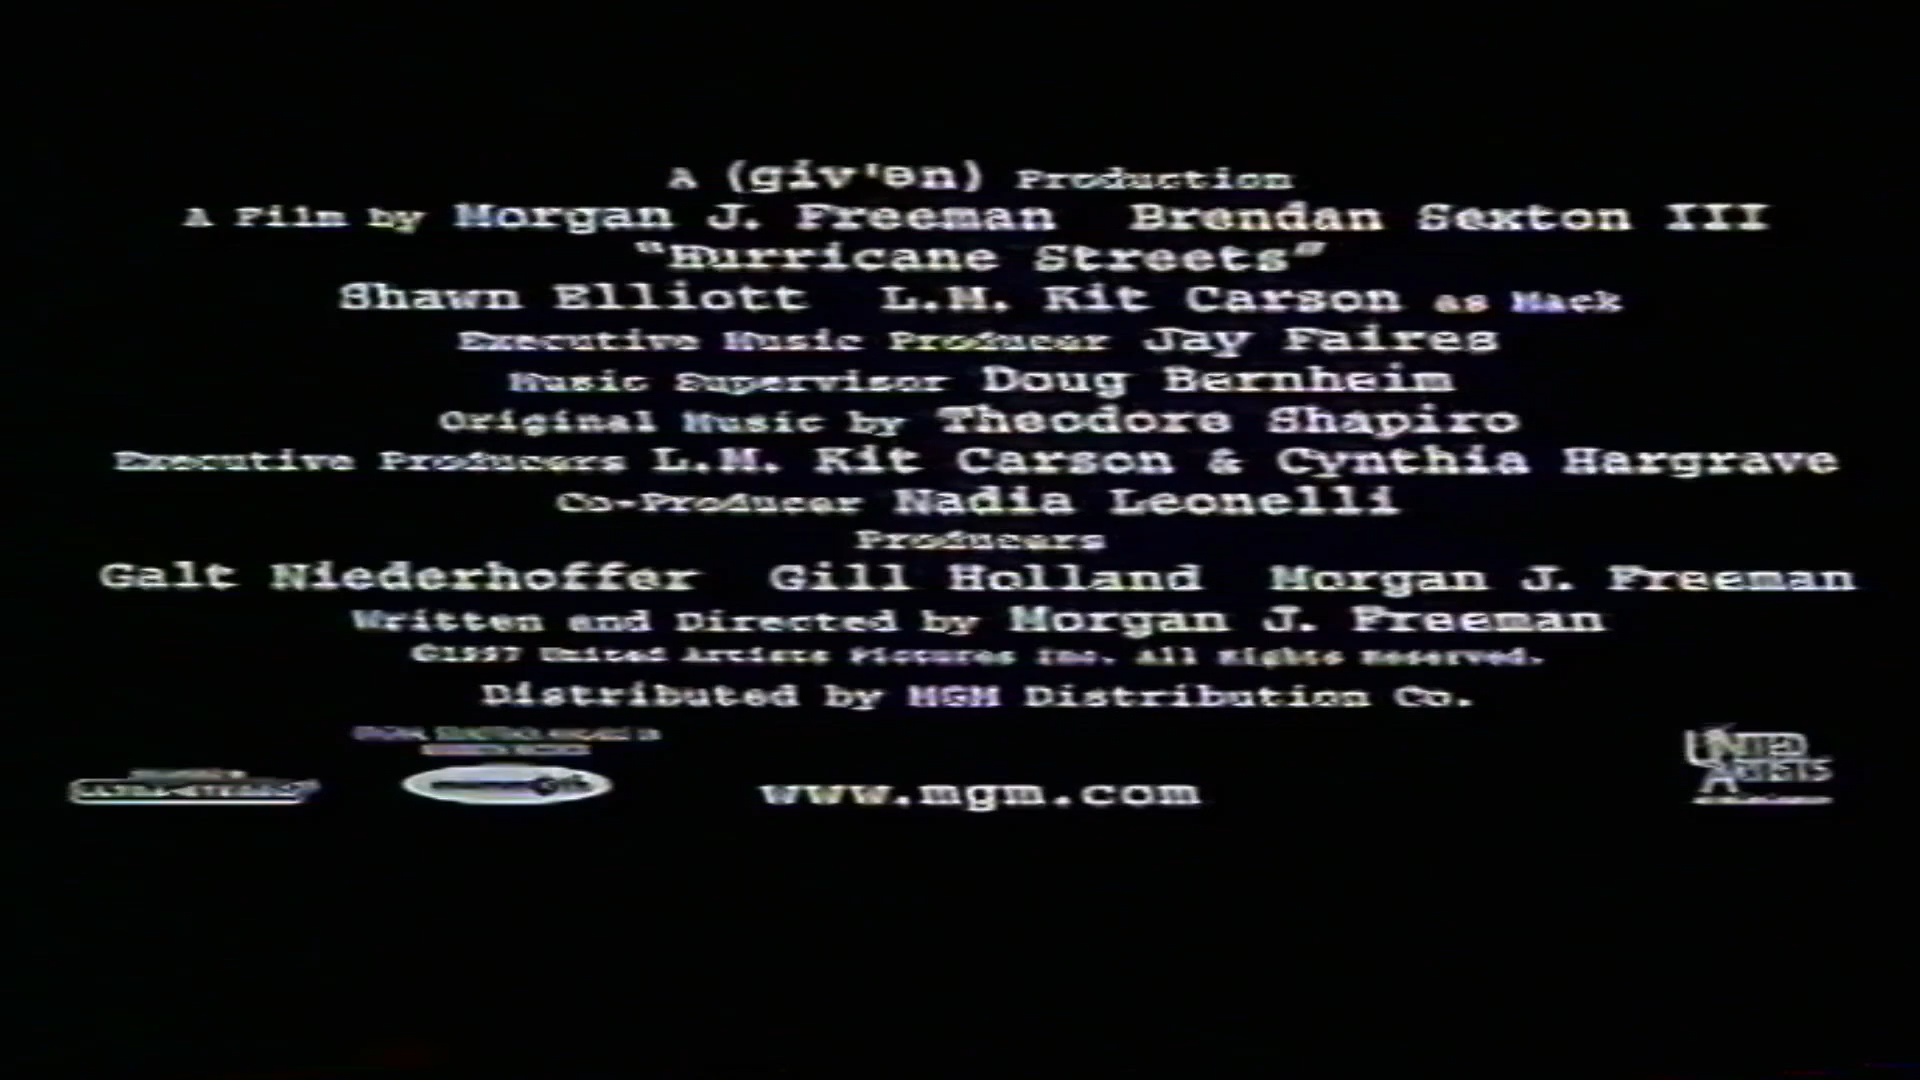 A (giv'ən) Production
A Film by Morgan J. Freeman Brendan Sexton III
"Hurricane Streets"
Shawn Elliott L.M. Kit Carson as Mack
Executive Music Producer Jay Faires
Music Supervisor Doug Bernheim
Original Music by Theodore Shapiro
Executive Producers L.M. Kit Carson & Cynthia Hargrave
Co-Producer Nadia Leonelli
Producers
Galt Niederhoffer Gill Holland Morgan J. Freeman
Written and Directed by Morgan J. Freeman
©1997 United Artists Pictures Inc. All Rights Reserved.
Distributed by MGM Distribution Co.
www.mgm.com
UNITED
ARTISTS